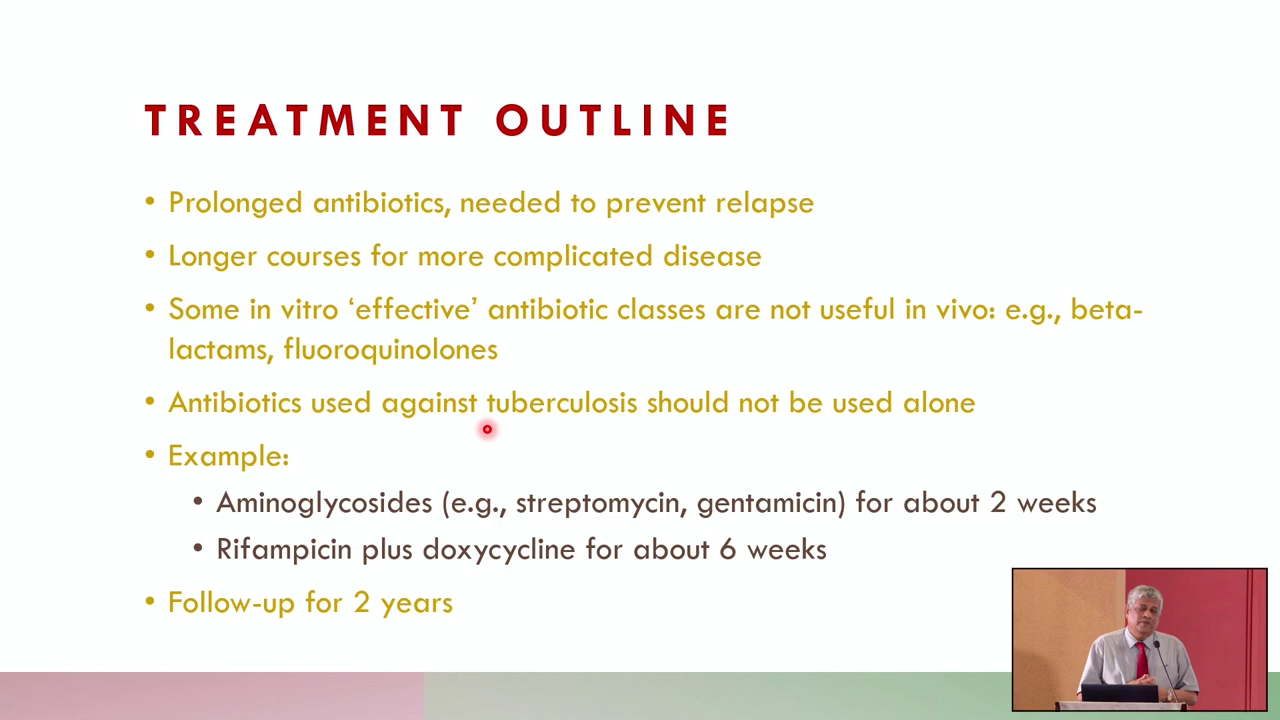 TREATMENT OUTLINE
• Prolonged antibiotics, needed to prevent relapse
• Longer courses for more complicated disease
• Some in vitro ‘effective’ antibiotic classes are not useful in vivo: e.g., beta-
lactams, fluoroquinolones
• Antibiotics used against tuberculosis should not be used alone
• Example:
• Aminoglycosides (e.g., streptomycin, gentamicin) for about 2 weeks
• Rifampicin plus doxycycline for about 6 weeks
• Follow-up for 2 years